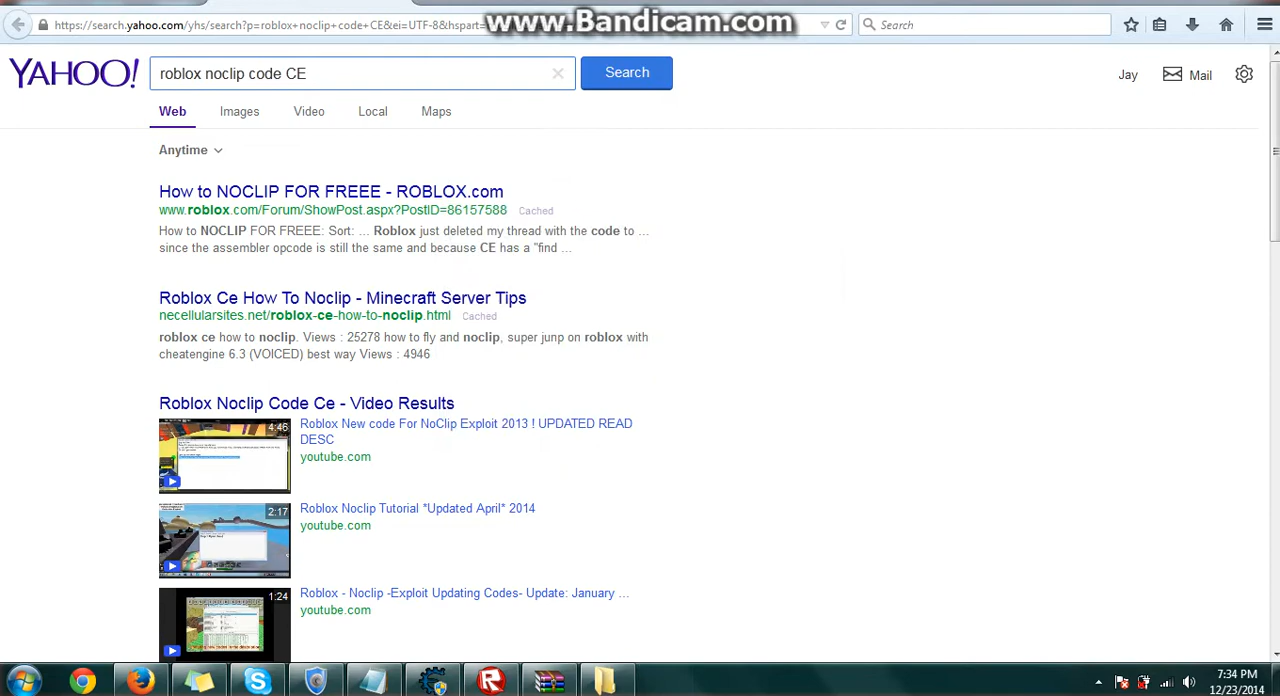 www.Bandicam.com
https://search.yahoo.com/yhs/search?p=roblox+noclip+code+CE&ei=UTF-8&hspart=
Search
YAHOO!
roblox noclip code CE
Search
Jay
Mail
Web
Images
Video
Local
Maps
Anytime
How to NOCLIP FOR FREEE - ROBLOX.com
www.roblox.com/Forum/ShowPost.aspx?PostID=86157588 Cached
How to NOCLIP FOR FREEE: Sort: ... Roblox just deleted my thread with the code to ...
since the assembler opcode is still the same and because CE has a "find ...
Roblox Ce How To Noclip - Minecraft Server Tips
necellularsites.net/roblox-ce-how-to-noclip.html Cached
roblox ce how to noclip. Views : 25278 how to fly and noclip, super junp on roblox with
cheatengine 6.3 (VOICED) best way Views : 4946
Roblox Noclip Code Ce - Video Results
4:46
Roblox New code For NoClip Exploit 2013 ! UPDATED READ
DESC
youtube.com
2:17
Roblox Noclip Tutorial *Updated April* 2014
youtube.com
1:24
Roblox - Noclip -Exploit Updating Codes- Update: January ...
youtube.com
7:34 PM
12/23/2014